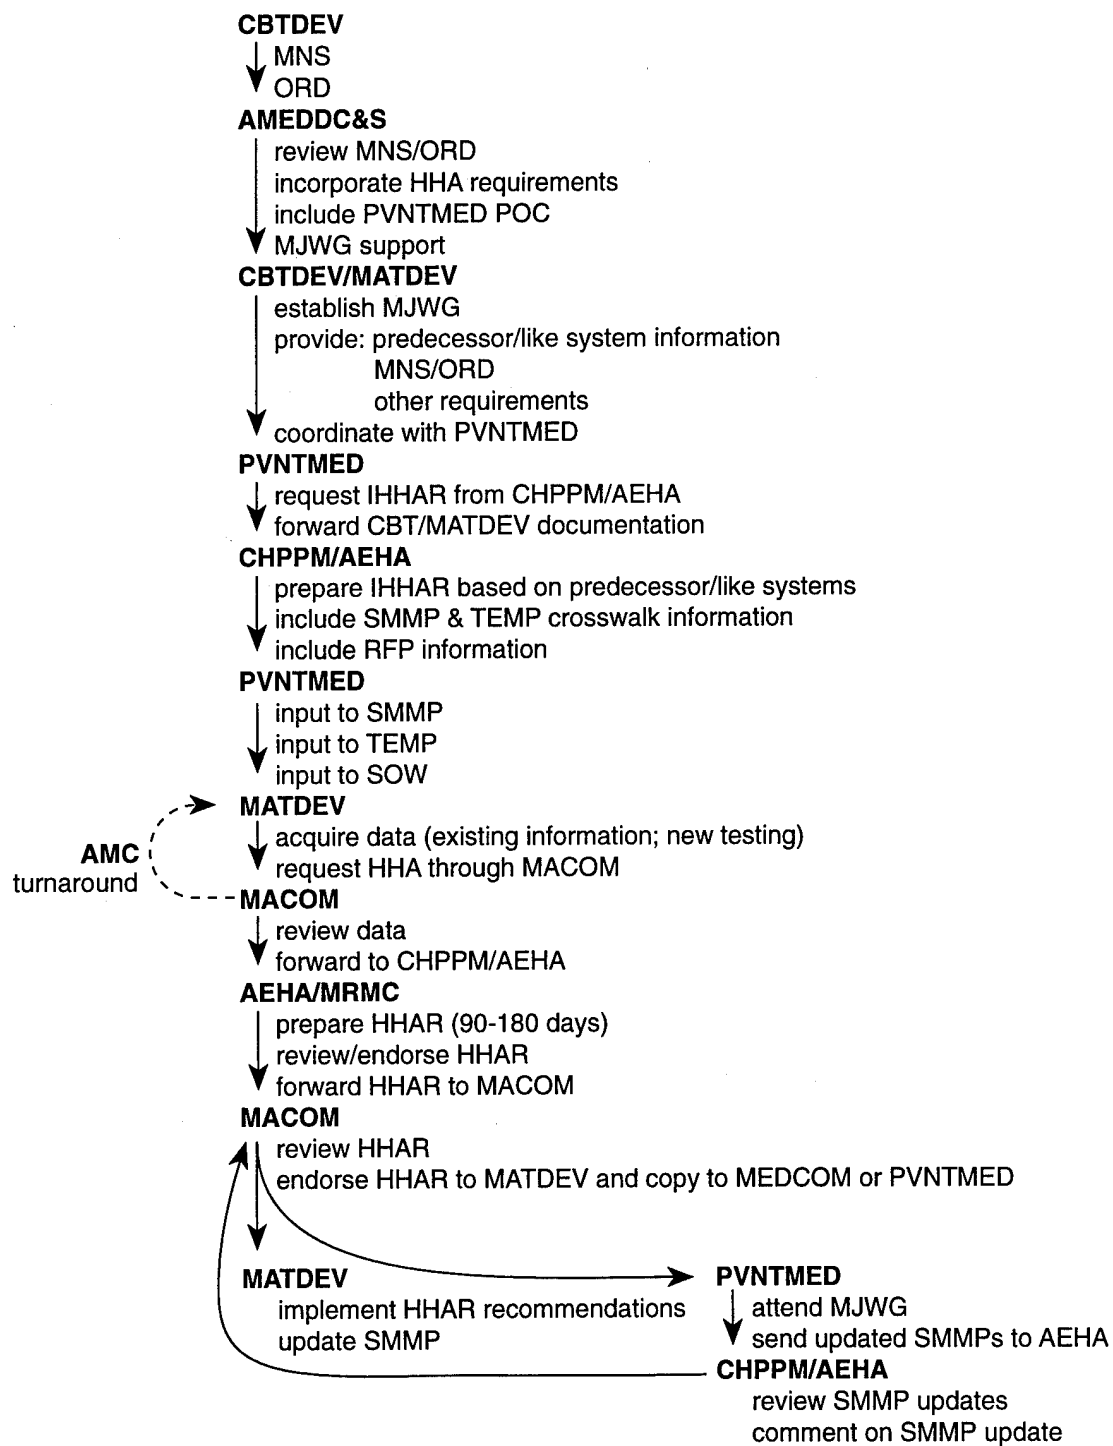 CBTDEV
MNS
ORD
AMEDDC&S
review MNS/ORD
incorporate HHA requirements
include PVNTMED POC
MJWG support
CBTDEV/MATDEV
establish MJWG
provide: predecessor/like system information
MNS/ORD
other requirements
coordinate with PVNTMED
PVNTMED
request IHHAR from CHPPM/AEHA
forward CBT/MATDEV documentation
CHPPM/AEHA
prepare IHHAR based on predecessor/like systems
include SMMP & TEMP crosswalk information
include RFP information
PVNTMED
input to SMMP
input to TEMP
input to SOW
MATDEV
acquire data (existing information; new testing)
request HHA through MACOM
AMC
turnaround
MACOM
review data
forward to CHPPM/AEHA
AEHA/MRMC
prepare HHAR (90-180 days)
review/endorse HHAR
forward HHAR to MACOM
MACOM
review HHAR
endorse HHAR to MATDEV and copy to MEDCOM or PVNTMED
MATDEV
implement HHAR recommendations
update SMMP
PVNTMED
attend MJWG
send updated SMMPs to AEHA
CHPPM/AEHA
review SMMP updates
comment on SMMP update